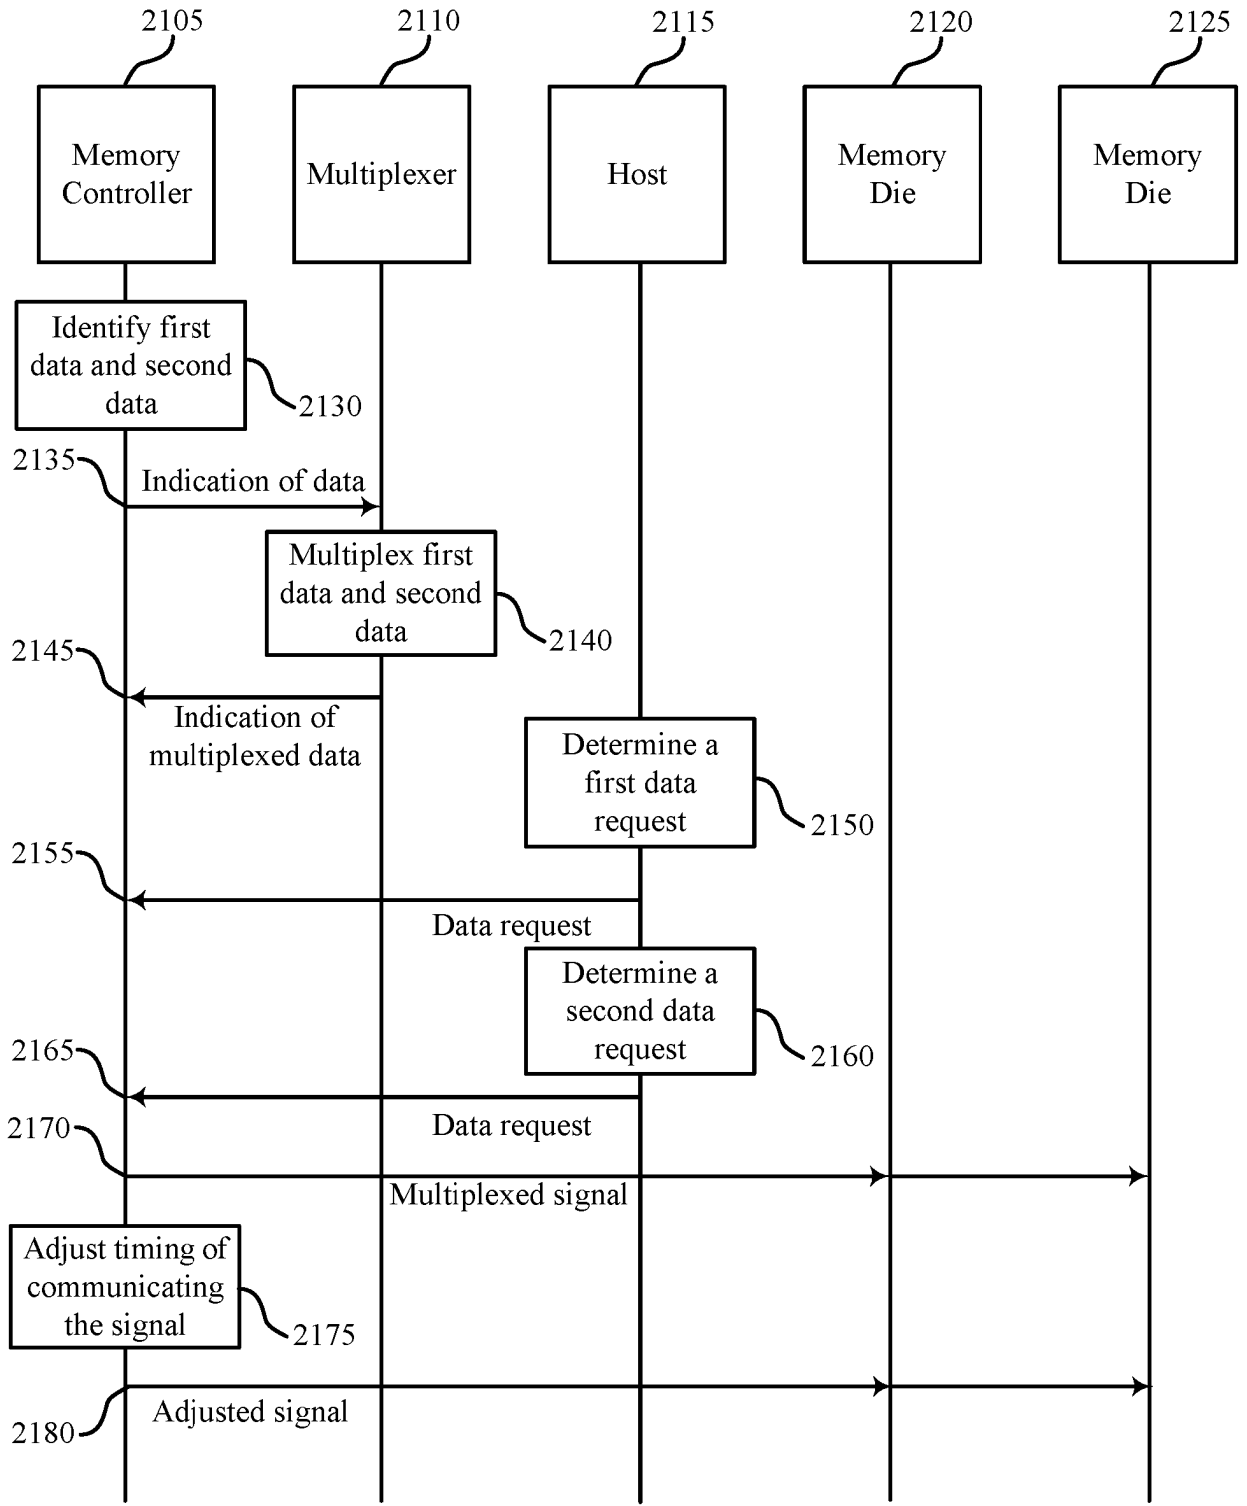 2105
2110
2115
2120
2125
Memory
Controller
Multiplexer
Host
Memory
Die
Memory
Die
Identify first
data and second
data
2130
2135
Indication of data
Multiplex first
data and second
data
2140
2145
Indication of
multiplexed data
Determine a
first data
request
2150
2155
Data request
Determine a
second data
request
2160
2165
Data request
2170
Multiplexed signal
Adjust timing of
communicating
the signal
2175
Adjusted signal
2180